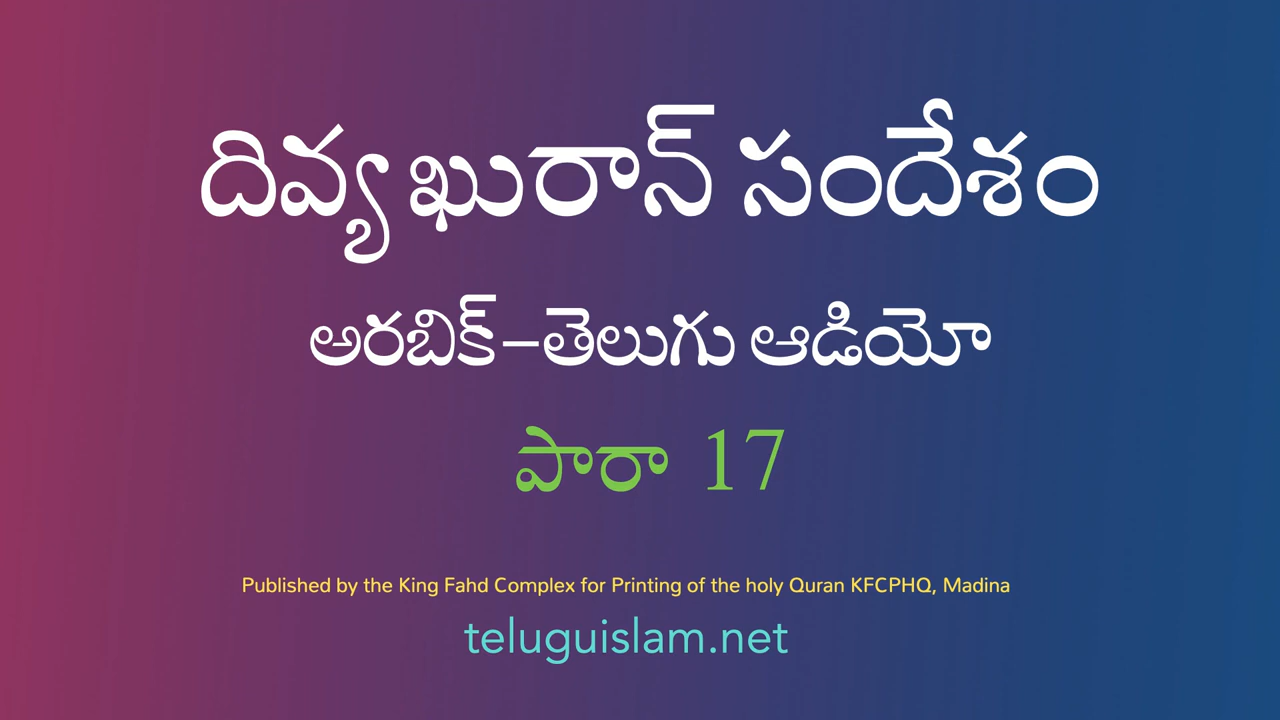 దివ్య ఖురాన్ సందేశం
అరబిక్–తెలుగు ఆడియో
పారా 17
Published by the King Fahd Complex for Printing of the holy Quran KFCPHQ, Madina
teluguislam.net